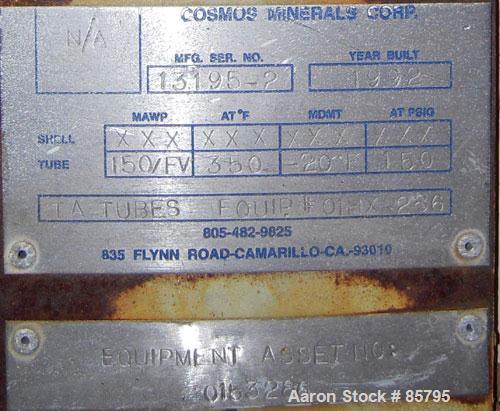 COSMOS MINERALS CORP.
N/A
MFG. SER. NO. YEAR BUILT
13195-2 1992
MAWP AT°F MDMT AT PSIG
SHELL XXX XXX XXX XXX
TUBE 150/FV 350 -20°F 150
TA TUBES EQUIP # 01HX-286
805-482-9625
835 FLYNN ROAD-CAMARILLO-CA.-93010
EQUIPMENT ASSET NO:
Aaron Stock # 85795